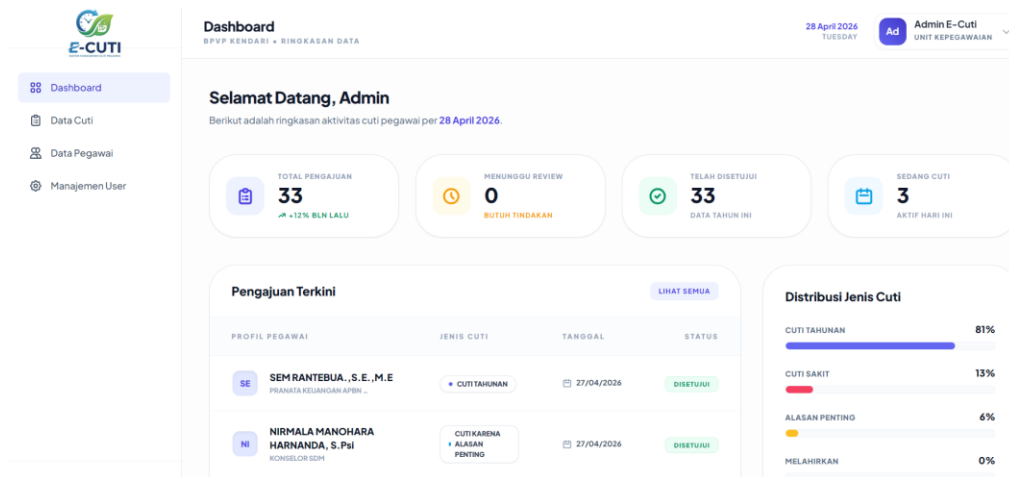 E-CUTI
Dashboard
Data Cuti
Data Pegawai
Manajemen User
Dashboard
BPVP KENDARI • RINGKASAN DATA
28 April 2026
TUESDAY
Ad
Admin E-Cuti
UNIT KEPEGAWAIAN
Selamat Datang, Admin
Berikut adalah ringkasan aktivitas cuti pegawai per 28 April 2026.
TOTAL PENGAJUAN
33
+12% BLN LALU
MENUNGGU REVIEW
0
BUTUH TINDAKAN
TELAH DISETUJUI
33
DATA TAHUN INI
SEDANG CUTI
3
AKTIF HARI INI
Pengajuan Terkini
LIHAT SEMUA
PROFIL PEGAWAI JENIS CUTI TANGGAL STATUS
SE
SEM RANTEBUA.,S.E.,M.E
PRANATA KEUANGAN APBN ...
• CUTI TAHUNAN
27/04/2026
DISETUJUI
NI
NIRMALA MANOHARA
HARNANDA, S.Psi
KONSELOR SDM
CUTI KARENA
• ALASAN
PENTING
27/04/2026
DISETUJUI
Distribusi Jenis Cuti
CUTI TAHUNAN 81%
CUTI SAKIT 13%
ALASAN PENTING 6%
MELAHIRKAN 0%